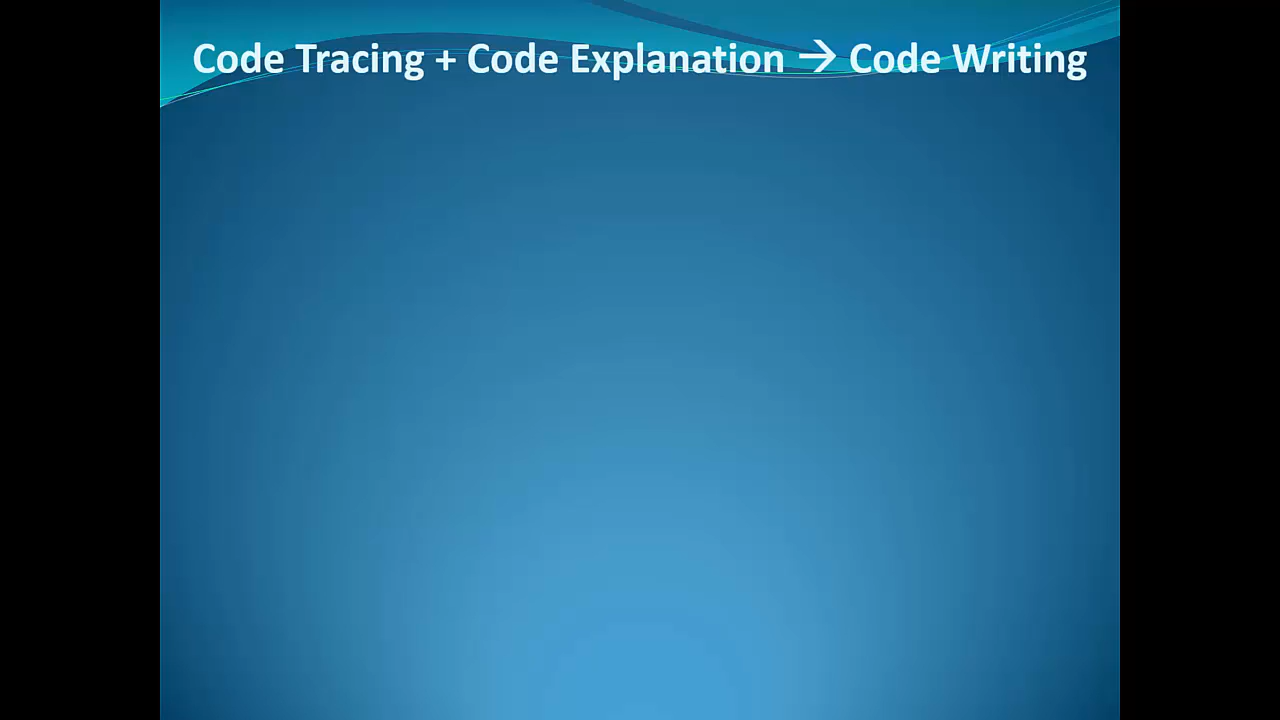 Code Tracing + Code Explanation → Code Writing